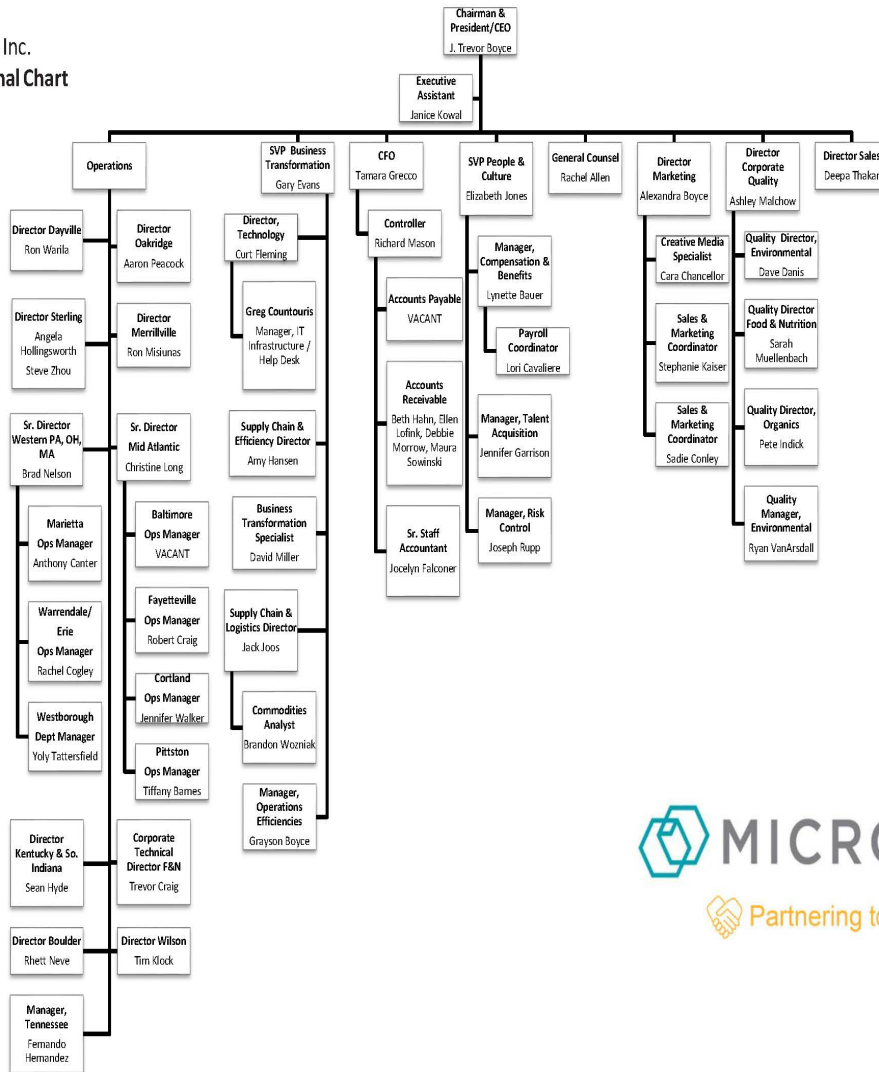 Inc.
nal Chart
Chairman &
President/CEO
J. Trevor Boyce
Executive
Assistant
Janice Kowal
Operations
SVP Business
Transformation
Gary Evans
CFO
Tamara Grecco
SVP People &
Culture
Elizabeth Jones
General Counsel
Rachel Allen
Director
Marketing
Alexandra Boyce
Director
Corporate
Quality
Ashley Malchow
Director Sales
Deepa Thakar
Director Dayville
Ron Warila
Director
Oakridge
Aaron Peacock
Director Sterling
Angela
Hollingsworth
Steve Zhou
Director
Merrillville
Ron Misiunas
Sr. Director
Western PA, OH,
MA
Brad Nelson
Sr. Director
Mid Atlantic
Christine Long
Marietta
Ops Manager
Anthony Canter
Warrendale/
Erie
Ops Manager
Rachel Cogley
Westborough
Dept Manager
Yoly Tattersfield
Baltimore
Ops Manager
VACANT
Fayetteville
Ops Manager
Robert Craig
Cortland
Ops Manager
Jennifer Walker
Pittston
Ops Manager
Tiffany Barnes
Director
Kentucky & So.
Indiana
Sean Hyde
Corporate
Technical
Director F&N
Trevor Craig
Director Boulder
Rhett Neve
Director Wilson
Tim Klock
Manager,
Tennessee
Fernando
Hernandez
Director,
Technology
Curt Fleming
Greg Countouris
Manager, IT
Infrastructure /
Help Desk
Supply Chain &
Efficiency Director
Amy Hansen
Business
Transformation
Specialist
David Miller
Supply Chain &
Logistics Director
Jack Joos
Commodities
Analyst
Brandon Wozniak
Manager,
Operations
Efficiencies
Grayson Boyce
Controller
Richard Mason
Accounts Payable
VACANT
Accounts
Receivable
Beth Hahn, Ellen
Lofink, Debbie
Morrow, Maura
Sowinski
Sr. Staff
Accountant
Jocelyn Falconer
Manager,
Compensation &
Benefits
Lynette Bauer
Payroll
Coordinator
Lori Cavaliere
Manager, Talent
Acquisition
Jennifer Garrison
Manager, Risk
Control
Joseph Rupp
Creative Media
Specialist
Cara Chancellor
Sales &
Marketing
Coordinator
Stephanie Kaiser
Sales &
Marketing
Coordinator
Sadie Conley
Quality Director,
Environmental
Dave Danis
Quality Director
Food & Nutrition
Sarah
Muellenbach
Quality Director,
Organics
Pete Indick
Quality
Manager,
Environmental
Ryan VanArsdall
MICRO
Partnering to